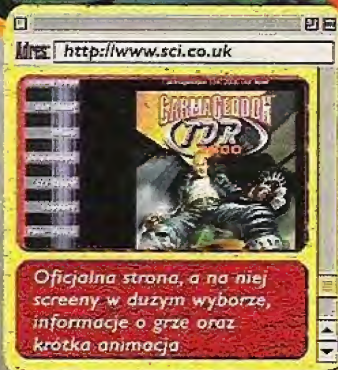 Adres: http://www.sci.co.uk
CARMAGEDDON
TDR
2000
Oficjalna strona, a na niej
screeny w dużym wyborze,
informacje o grze oraz
krótka animacja